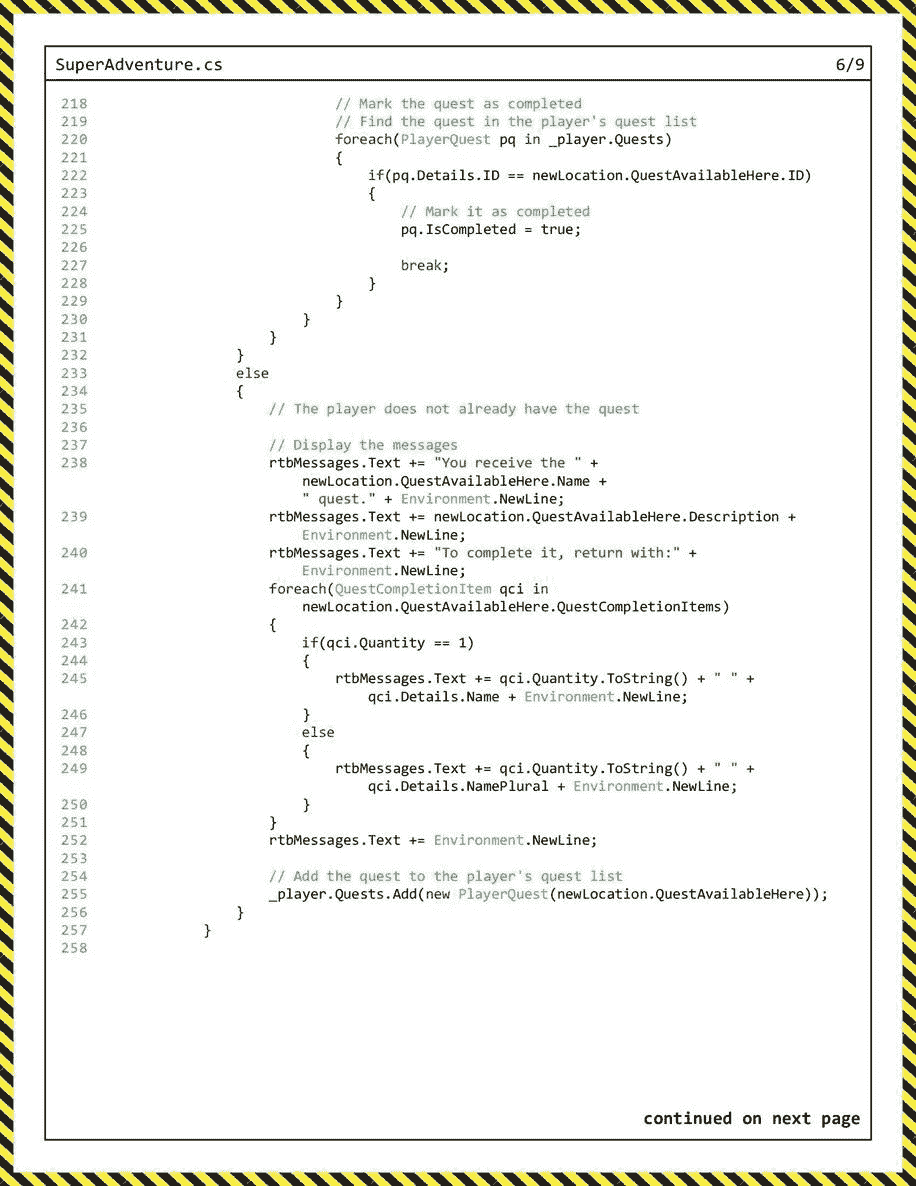 SuperAdventure.cs 6/9
218 // Mark the quest as completed
219 // Find the quest in the player's quest list
220 foreach(PlayerQuest pq in _player.Quests)
221 {
222 if(pq.Details.ID == newLocation.QuestAvailableHere.ID)
223 {
224 // Mark it as completed
225 pq.IsCompleted = true;
226
227 break;
228 }
229 }
230 }
231 }
232 }
233 else
234 {
235 // The player does not already have the quest
236
237 // Display the messages
238 rtbMessages.Text += "You receive the " +
newLocation.QuestAvailableHere.Name +
" quest." + Environment.NewLine;
239 rtbMessages.Text += newLocation.QuestAvailableHere.Description +
Environment.NewLine;
240 rtbMessages.Text += "To complete it, return with:" +
Environment.NewLine;
241 foreach(QuestCompletionItem qci in
newLocation.QuestAvailableHere.QuestCompletionItems)
242 {
243 if(qci.Quantity == 1)
244 {
245 rtbMessages.Text += qci.Quantity.ToString() + " " +
qci.Details.Name + Environment.NewLine;
246 }
247 else
248 {
249 rtbMessages.Text += qci.Quantity.ToString() + " " +
qci.Details.NamePlural + Environment.NewLine;
250 }
251 }
252 rtbMessages.Text += Environment.NewLine;
253
254 // Add the quest to the player's quest list
255 _player.Quests.Add(new PlayerQuest(newLocation.QuestAvailableHere));
256 }
257 }
258
continued on next page